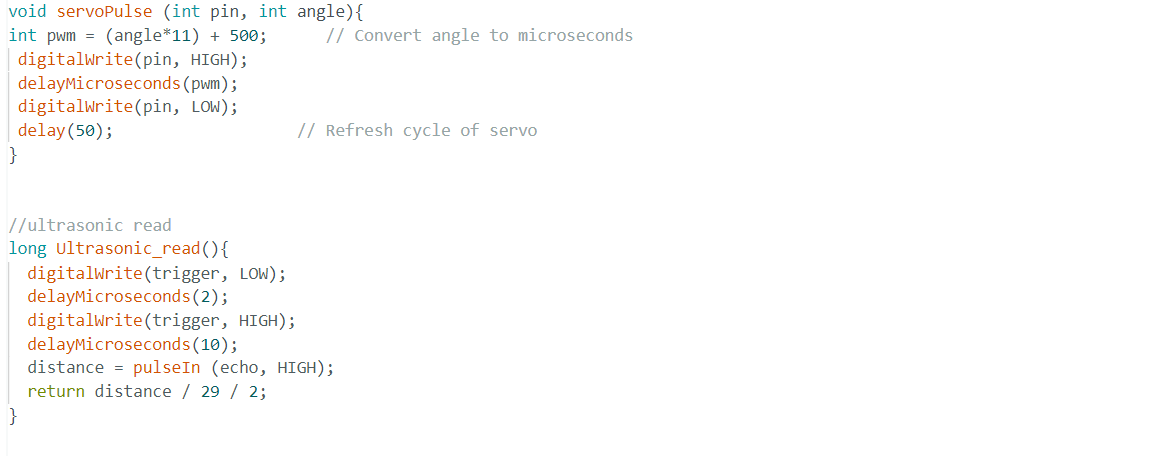 void servoPulse (int pin, int angle){
int pwm = (angle*11) + 500;      // Convert angle to microseconds
 digitalWrite(pin, HIGH);
 delayMicroseconds(pwm);
 digitalWrite(pin, LOW);
 delay(50);                   // Refresh cycle of servo
}
//ultrasonic read
long Ultrasonic_read(){
  digitalWrite(trigger, LOW);
  delayMicroseconds(2);
  digitalWrite(trigger, HIGH);
  delayMicroseconds(10);
  distance = pulseIn (echo, HIGH);
  return distance / 29 / 2;
}